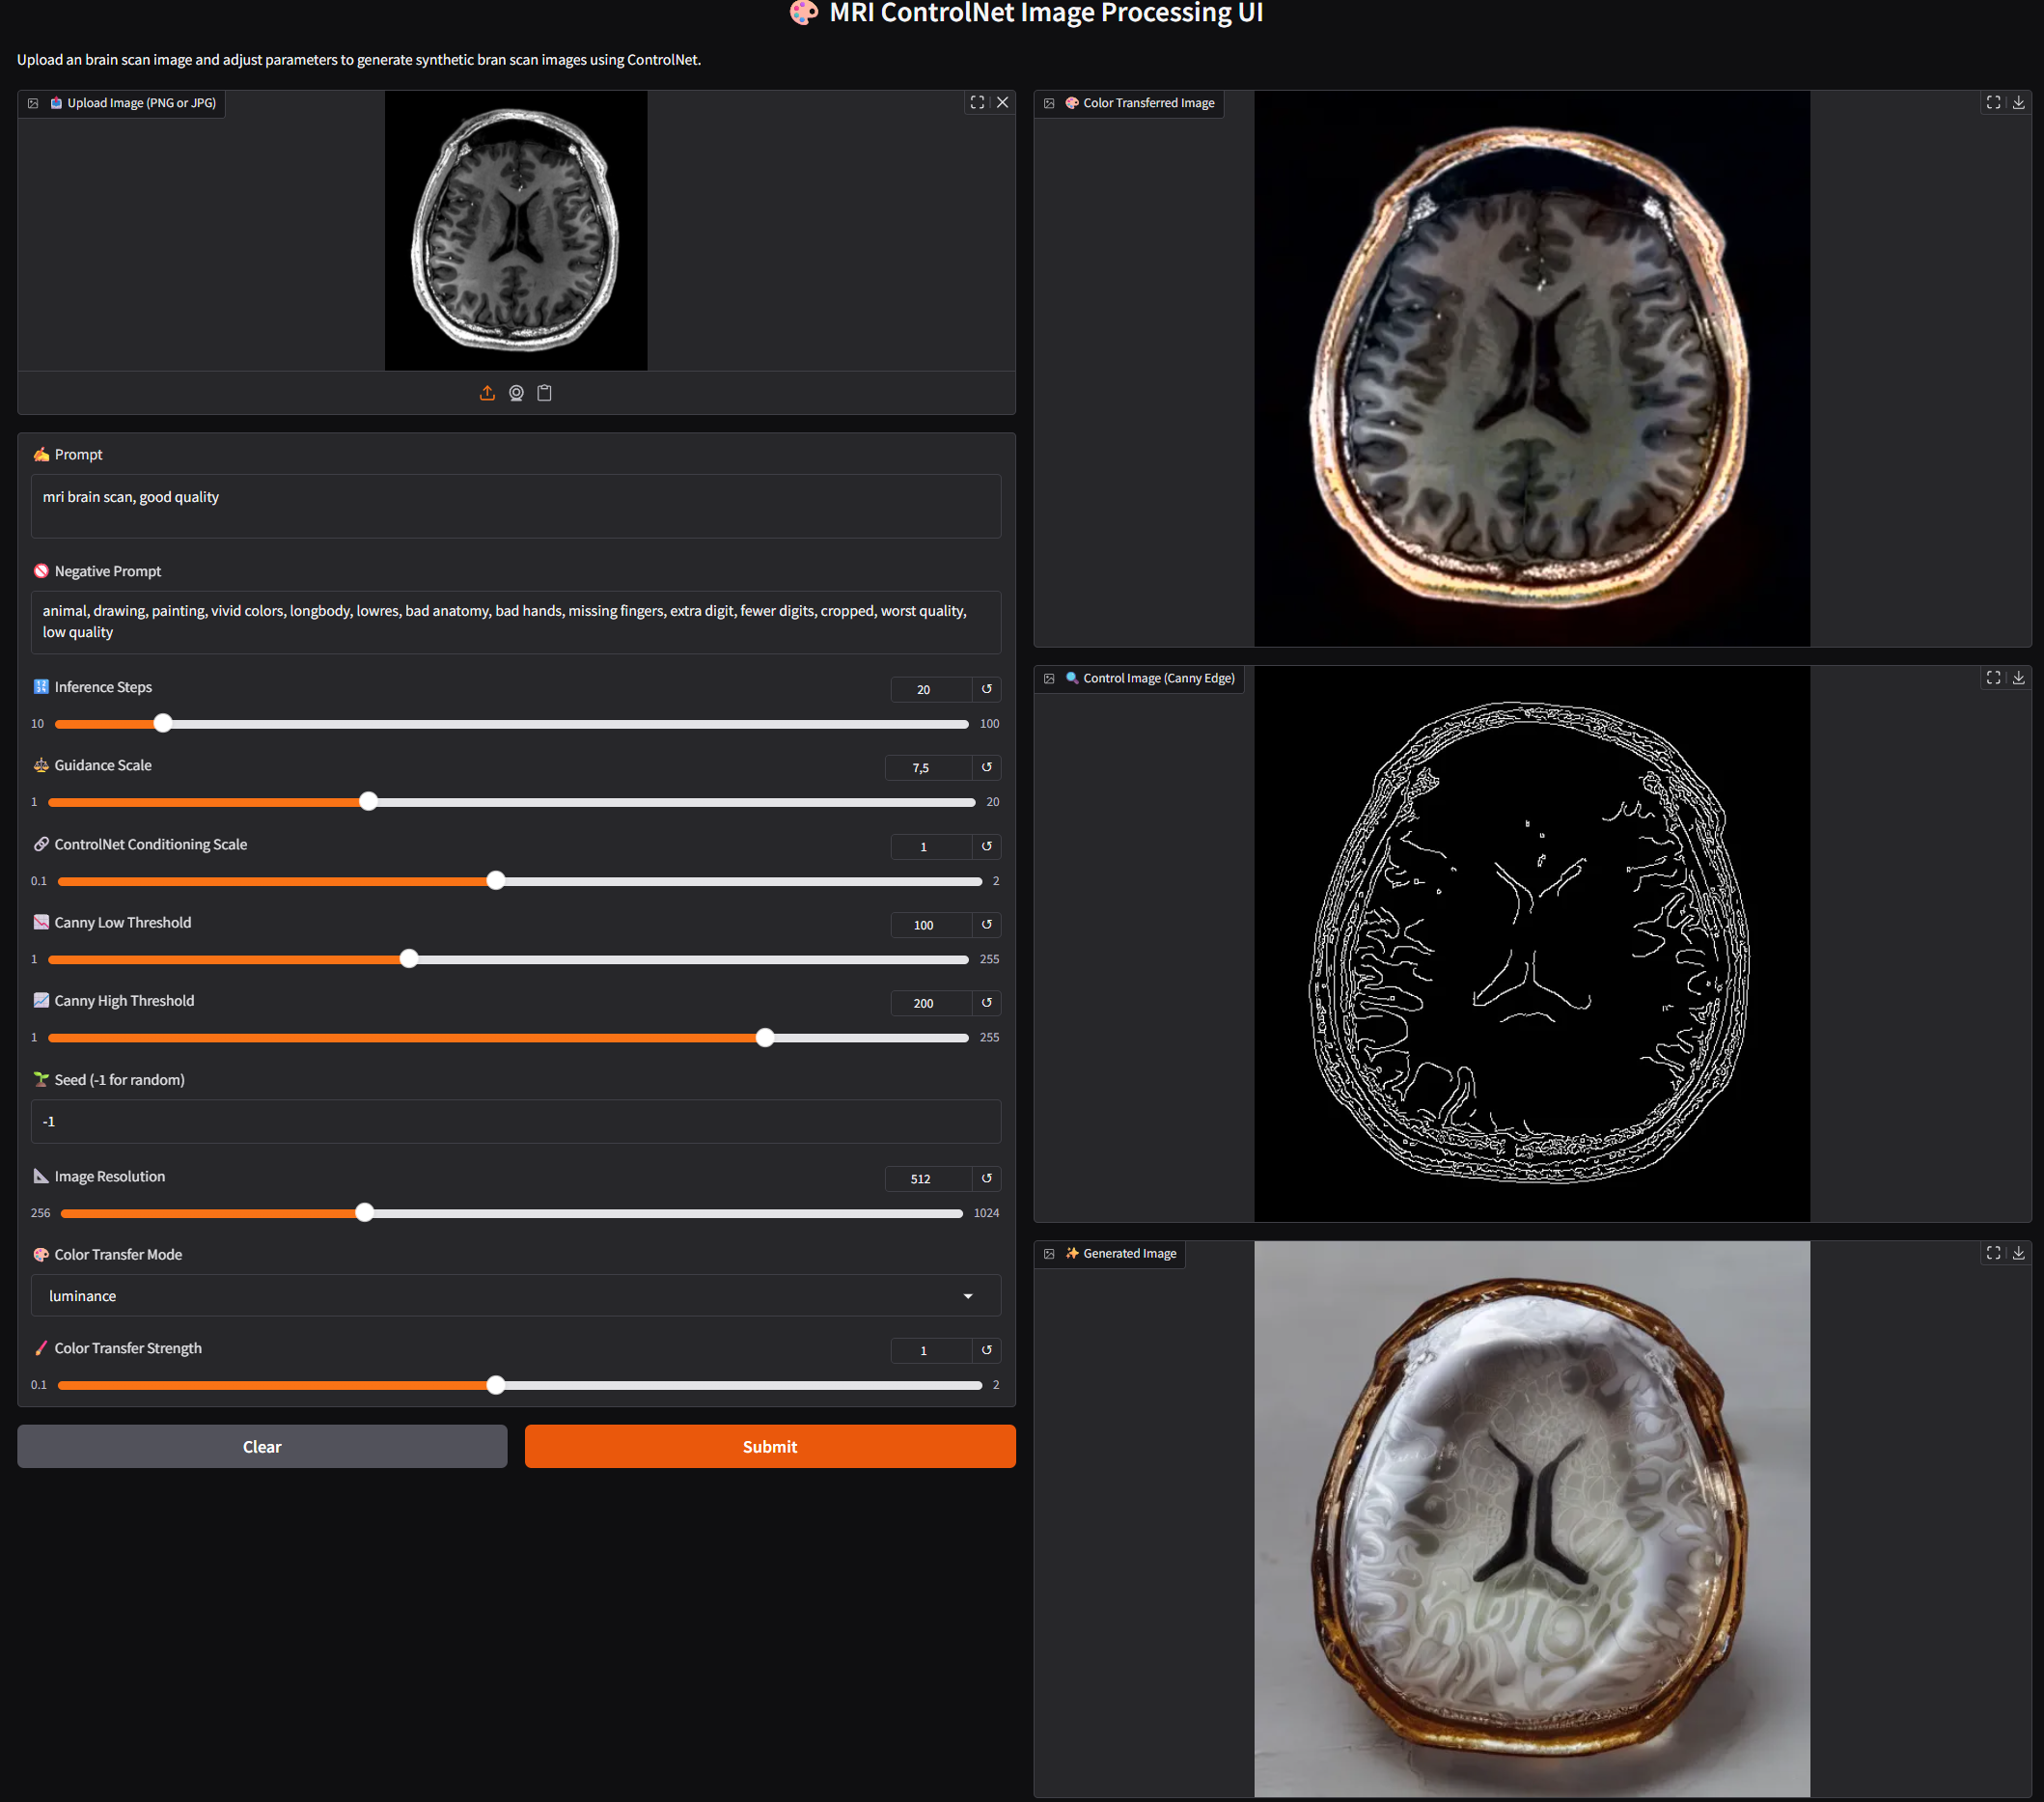 🎨 MRI ControlNet Image Processing UI
Upload an brain scan image and adjust parameters to generate synthetic bran scan images using ControlNet.
Upload Image (PNG or JPG)
Prompt
mri brain scan, good quality
Negative Prompt
animal, drawing, painting, vivid colors, longbody, lowres, bad anatomy, bad hands, missing fingers, extra digit, fewer digits, cropped, worst quality,
low quality
Inference Steps
20
10
100
Guidance Scale
7,5
1
20
ControlNet Conditioning Scale
1
0.1
2
Canny Low Threshold
100
1
255
Canny High Threshold
200
1
255
Seed (-1 for random)
-1
Image Resolution
512
256
1024
Color Transfer Mode
luminance
Color Transfer Strength
1
0.1
2
Clear
Submit
Color Transferred Image
Control Image (Canny Edge)
Generated Image